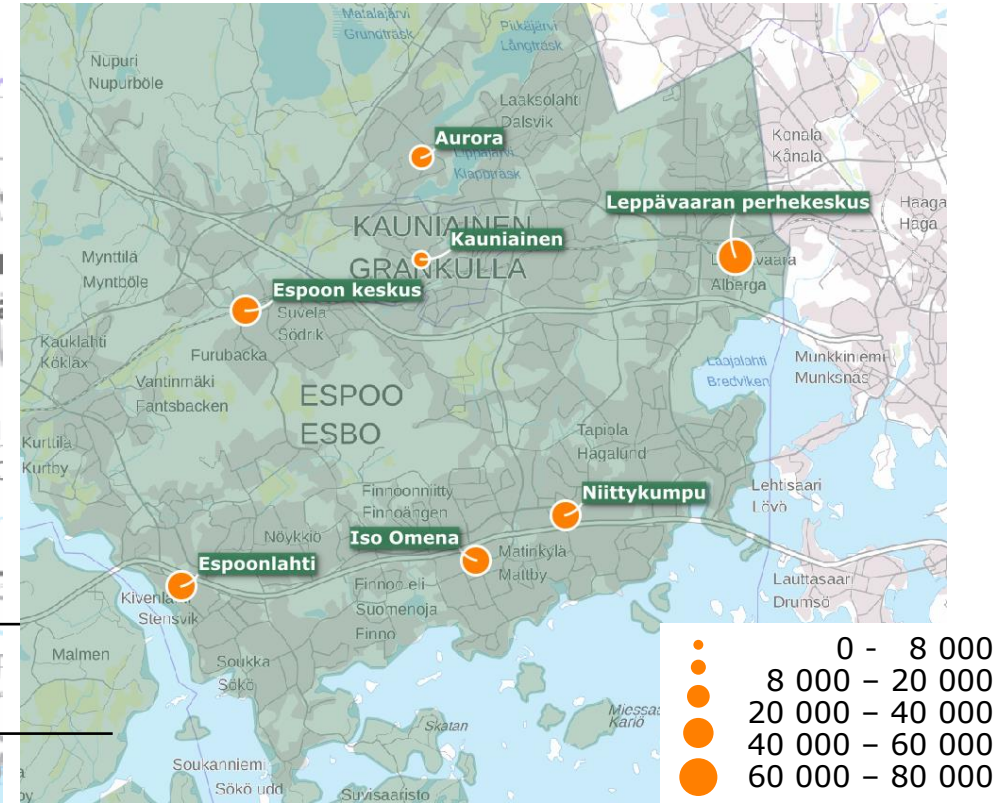 Matalajärvi
Grundträsk
Pitkäjärvi
Långträsk
Nupuri
Nupurböle
Laaksolahti
Dalsvik
Aurora
Klappträsk
Konala
Kånala
Leppävaaran perhekeskus
Haaga
Haga
KAUNIAINEN
GRANKULLA
Kauniainen
Alberga
Mynttilä
Myntböle
Espoon keskus
Suvela
Södrik
Kauklahti
Köklax
Furubacka
Laajalahti
Bredviken
Munkkiniemi
Munksnäs
Vantinmäki
Fantsbacken
ESPOO
ESBO
Kurttila
Kurtby
Tapiola
Hagalund
Finnoonniitty
Finnoängen
Niittykumpu
Lehtisaari
Lövö
Nöykkiö
Iso Omena
Matinkylä
Mattby
Espoonlahti
Stensvik
Suomenoja
Finno
Lauttasaari
Drumsö
Malmen
Soukka
Sökö
Skatan
Soukanniemi
Sökö udd
Suvisaaristo
0 - 8 000
8 000 – 20 000
20 000 – 40 000
40 000 – 60 000
60 000 – 80 000